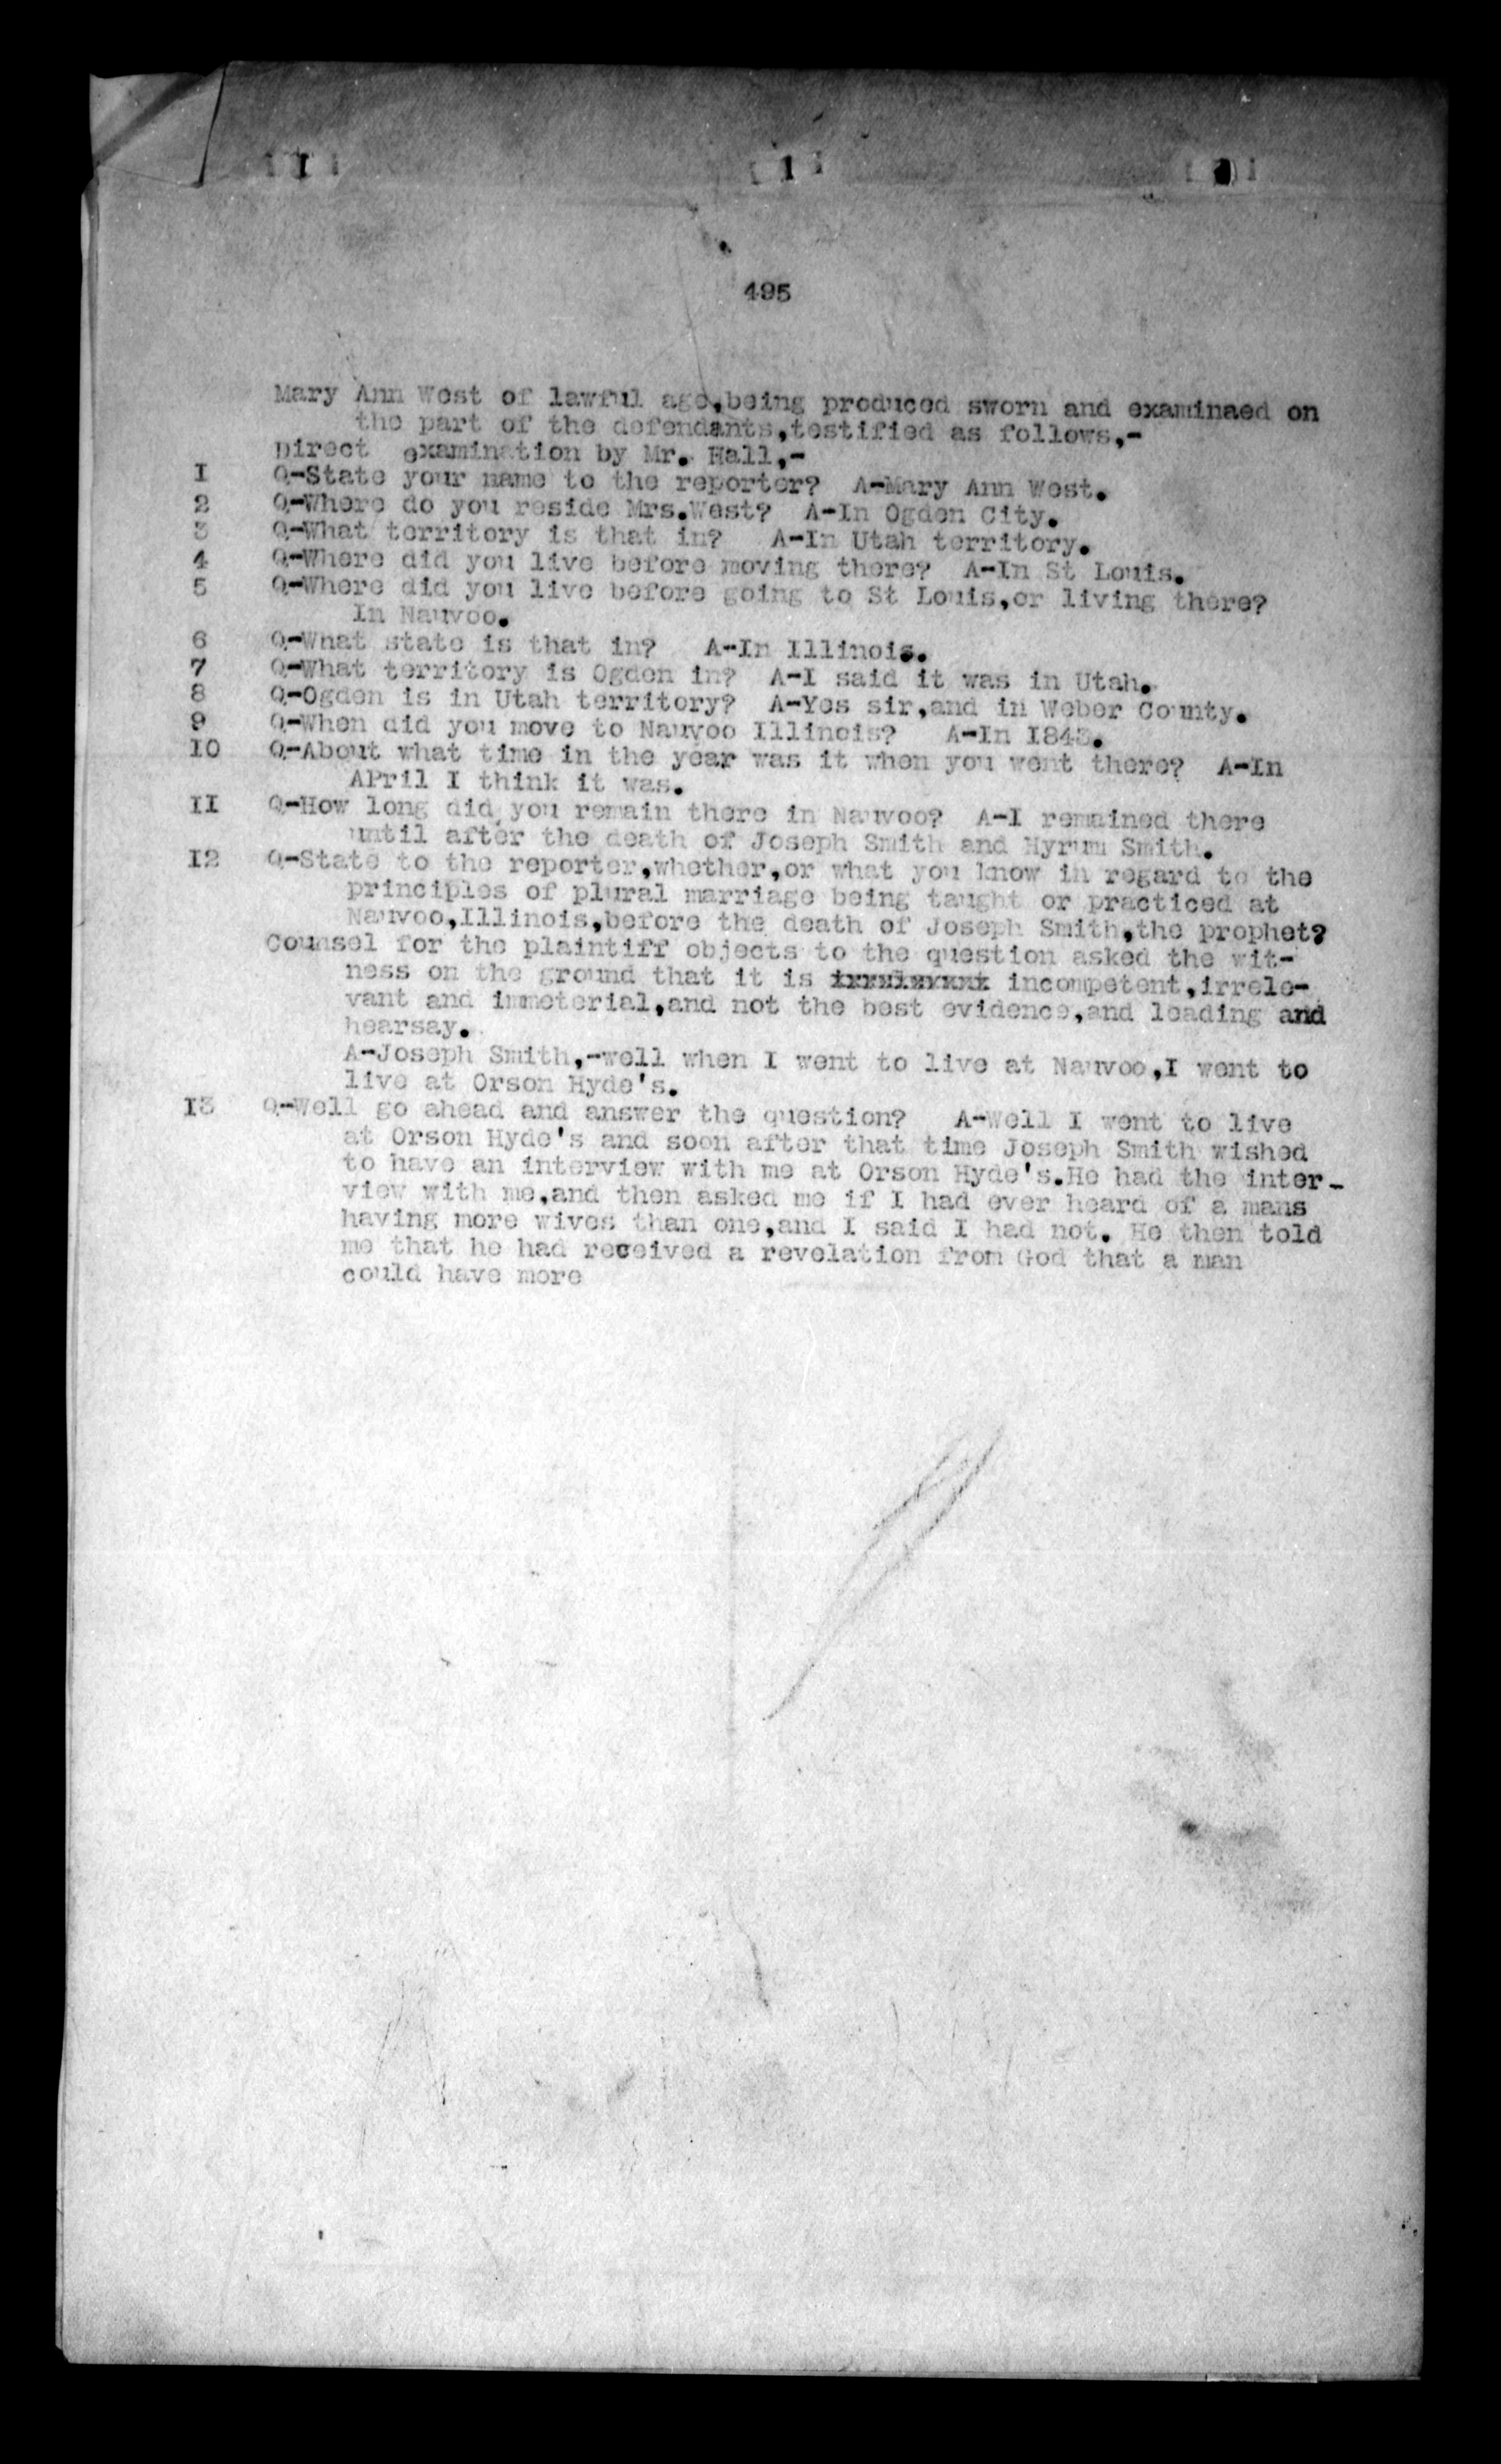 495
Mary Ann West of lawful age,being produced sworn and examinaed on
the part of the defendants,testified as follows,-
Direct examination by Mr. Hall,-
I Q-State your name to the reporter? A-Mary Ann West.
2 Q-Where do you reside Mrs.West? A-In Ogden City.
3 Q-What territory is that in? A-In Utah territory.
4 Q-Where did you live before moving there? A-In St Louis.
5 Q-Where did you live before going to St Louis,or living there?
In Nauvoo.
6 Q-What state is that in? A-In Illinois.
7 Q-What territory is Ogden in? A-I said it was in Utah.
8 Q-Ogden is in Utah territory? A-Yes sir,and in Weber County.
9 Q-When did you move to Nauvoo Illinois? A-In I843.
I0 Q-About what time in the year was it when you went there? A-In
APril I think it was.
II Q-How long did you remain there in Nauvoo? A-I remained there
until after the death of Joseph Smith and Hyrum Smith.
I2 Q-State to the reporter,whether,or what you know in regard to the
principles of plural marriage being taught or practiced at
Nauvoo,Illinois,before the death of Joseph Smith,the prophet?
Counsel for the plaintiff objects to the question asked the wit-
ness on the ground that it is incompetent,irrele-
vant and immeterial,and not the best evidence,and leading and
hearsay.
A-Joseph Smith,-well when I went to live at Nauvoo,I went to
live at Orson Hyde's.
I3 Q-Well go ahead and answer the question? A-Well I went to live
at Orson Hyde's and soon after that time Joseph Smith wished
to have an interview with me at Orson Hyde's.He had the inter-
view with me,and then asked me if I had ever heard of a mans
having more wives than one,and I said I had not. He then told
me that he had received a revelation from God that a man
could have more